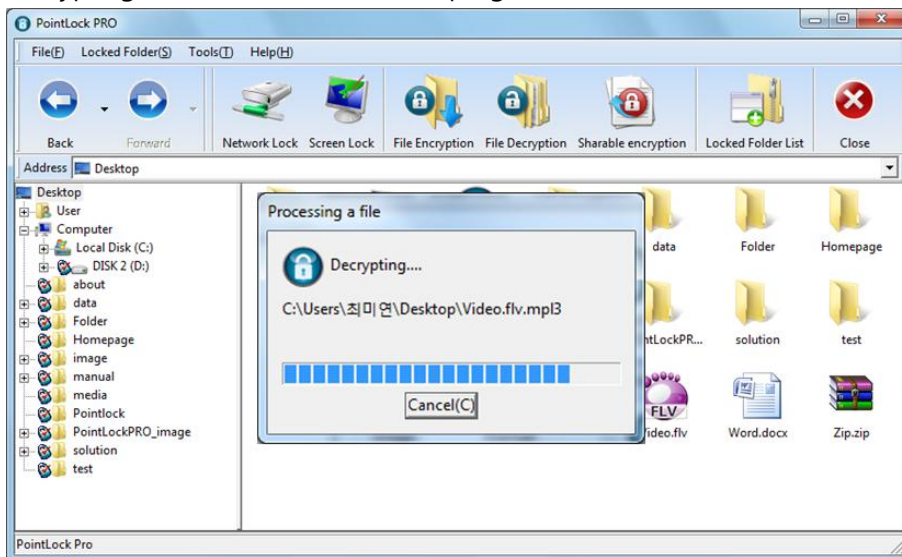 PointLock PRO
File(F) Locked Folder(S) Tools(T) Help(H)
Back Forward Network Lock Screen Lock File Encryption File Decryption Sharable encryption Locked Folder List Close
Address Desktop
Desktop
User
Computer
Local Disk (C:)
DISK 2 (D:)
about
data
Folder
Homepage
image
manual
media
Pointlock
PointLockPRO_image
solution
test
Processing a file
Decrypting....
C:\Users\최미연\Desktop\Video.flv.mpl3
Cancel(C)
data Folder Homepage
ntLockPR... solution test
FLV
ideo.flv Word.docx Zip.zip
PointLock Pro